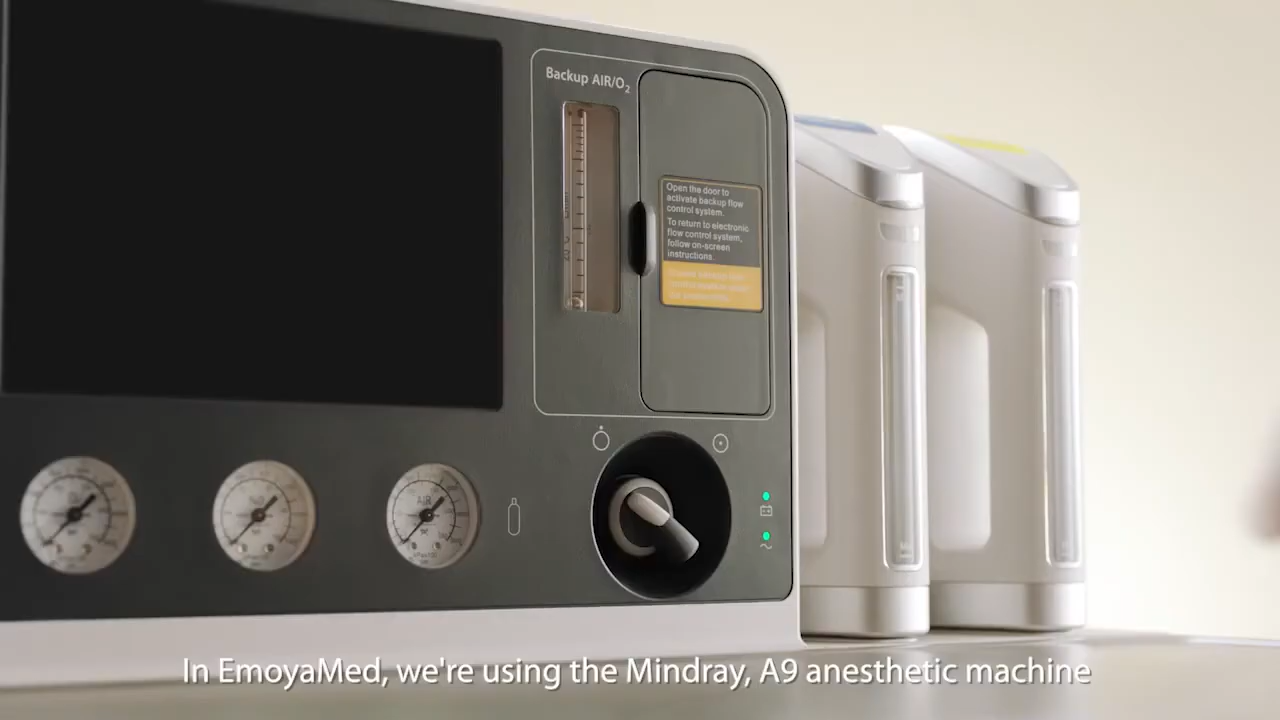 Backup AIR/O₂
Open the door to
activate backup flow
control system.
To return to electronic
flow control system,
follow on-screen
instructions.
AIR
In EmoyaMed, we're using the Mindray, A9 anesthetic machine